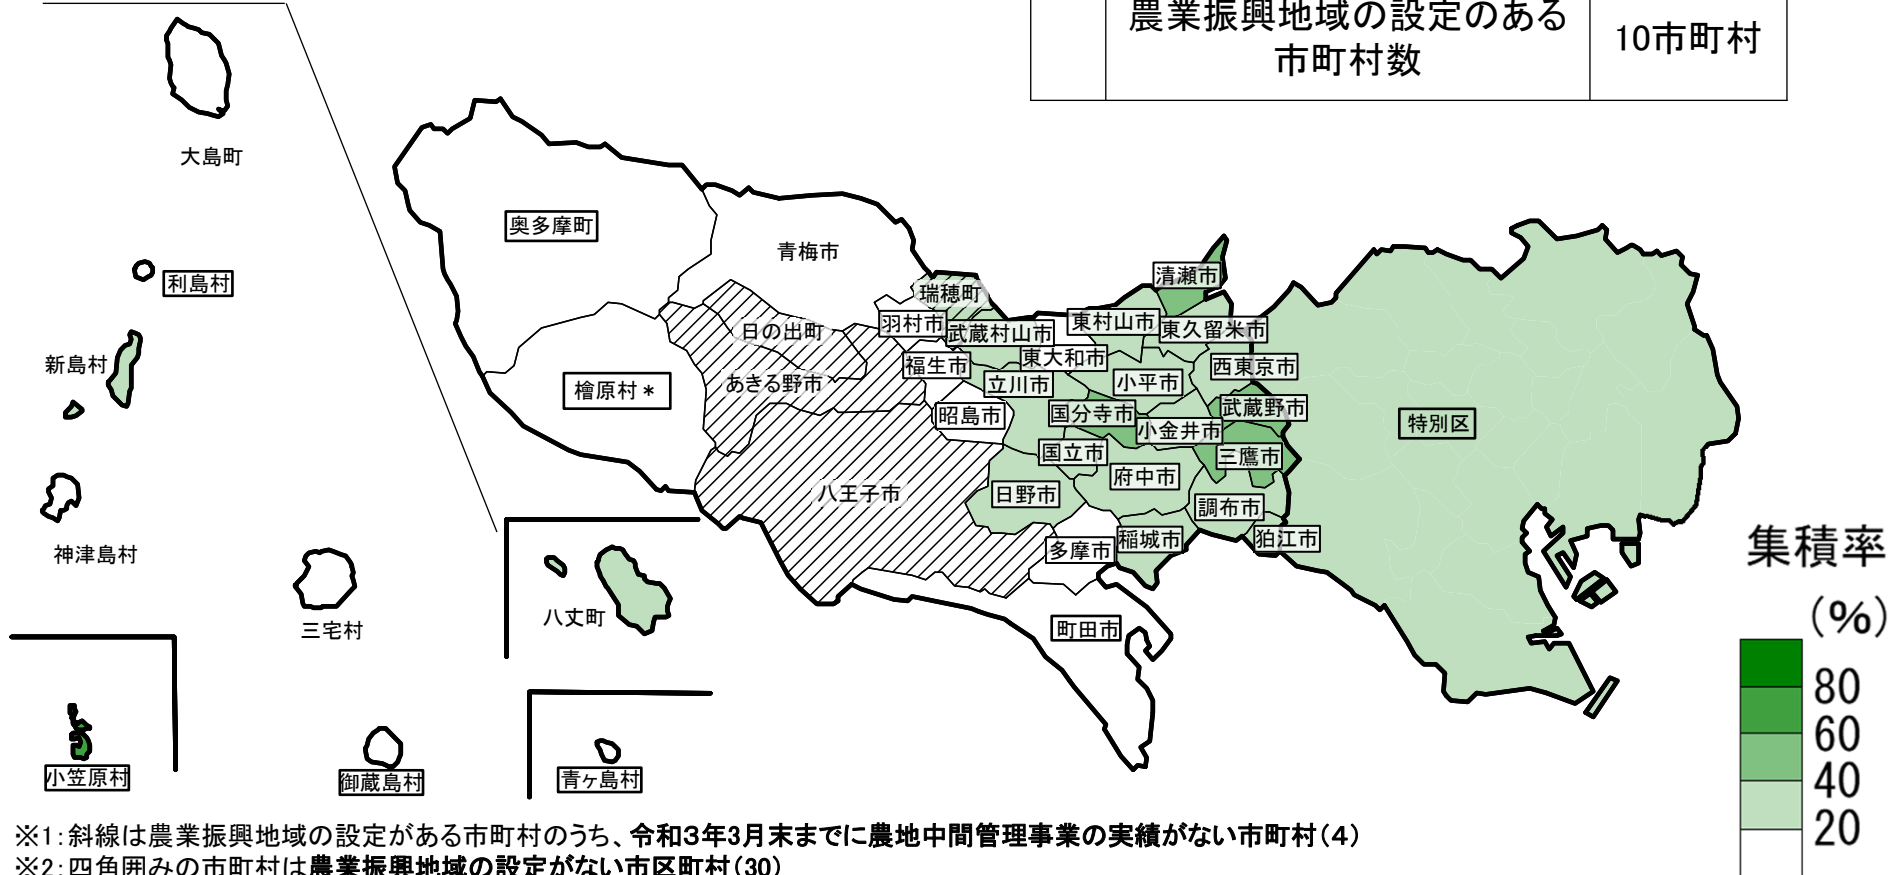 農業振興地域の設定のある
市町村数
10市町村
大島町
奥多摩町
青梅市
利島村
清瀬市
瑞穂町
羽村市
武蔵村山市
東村山市
東久留米市
日の出町
新島村
東大和市
福生市
西東京市
檜原村*
あきる野市
立川市
小平市
昭島市
国分寺市
武蔵野市
小金井市
特別区
国立市
三鷹市
府中市
八王子市
日野市
調布市
稲城市
狛江市
多摩市
神津島村
三宅村
八丈町
町田市
小笠原村
御蔵島村
青ヶ島村
集積率
(%)
80
60
40
20
※1:斜線は農業振興地域の設定がある市町村のうち、令和3年3月末までに農地中間管理事業の実績がない市町村(4)
※2:四角囲みの市町村は農業振興地域の設定がない市区町村(30)